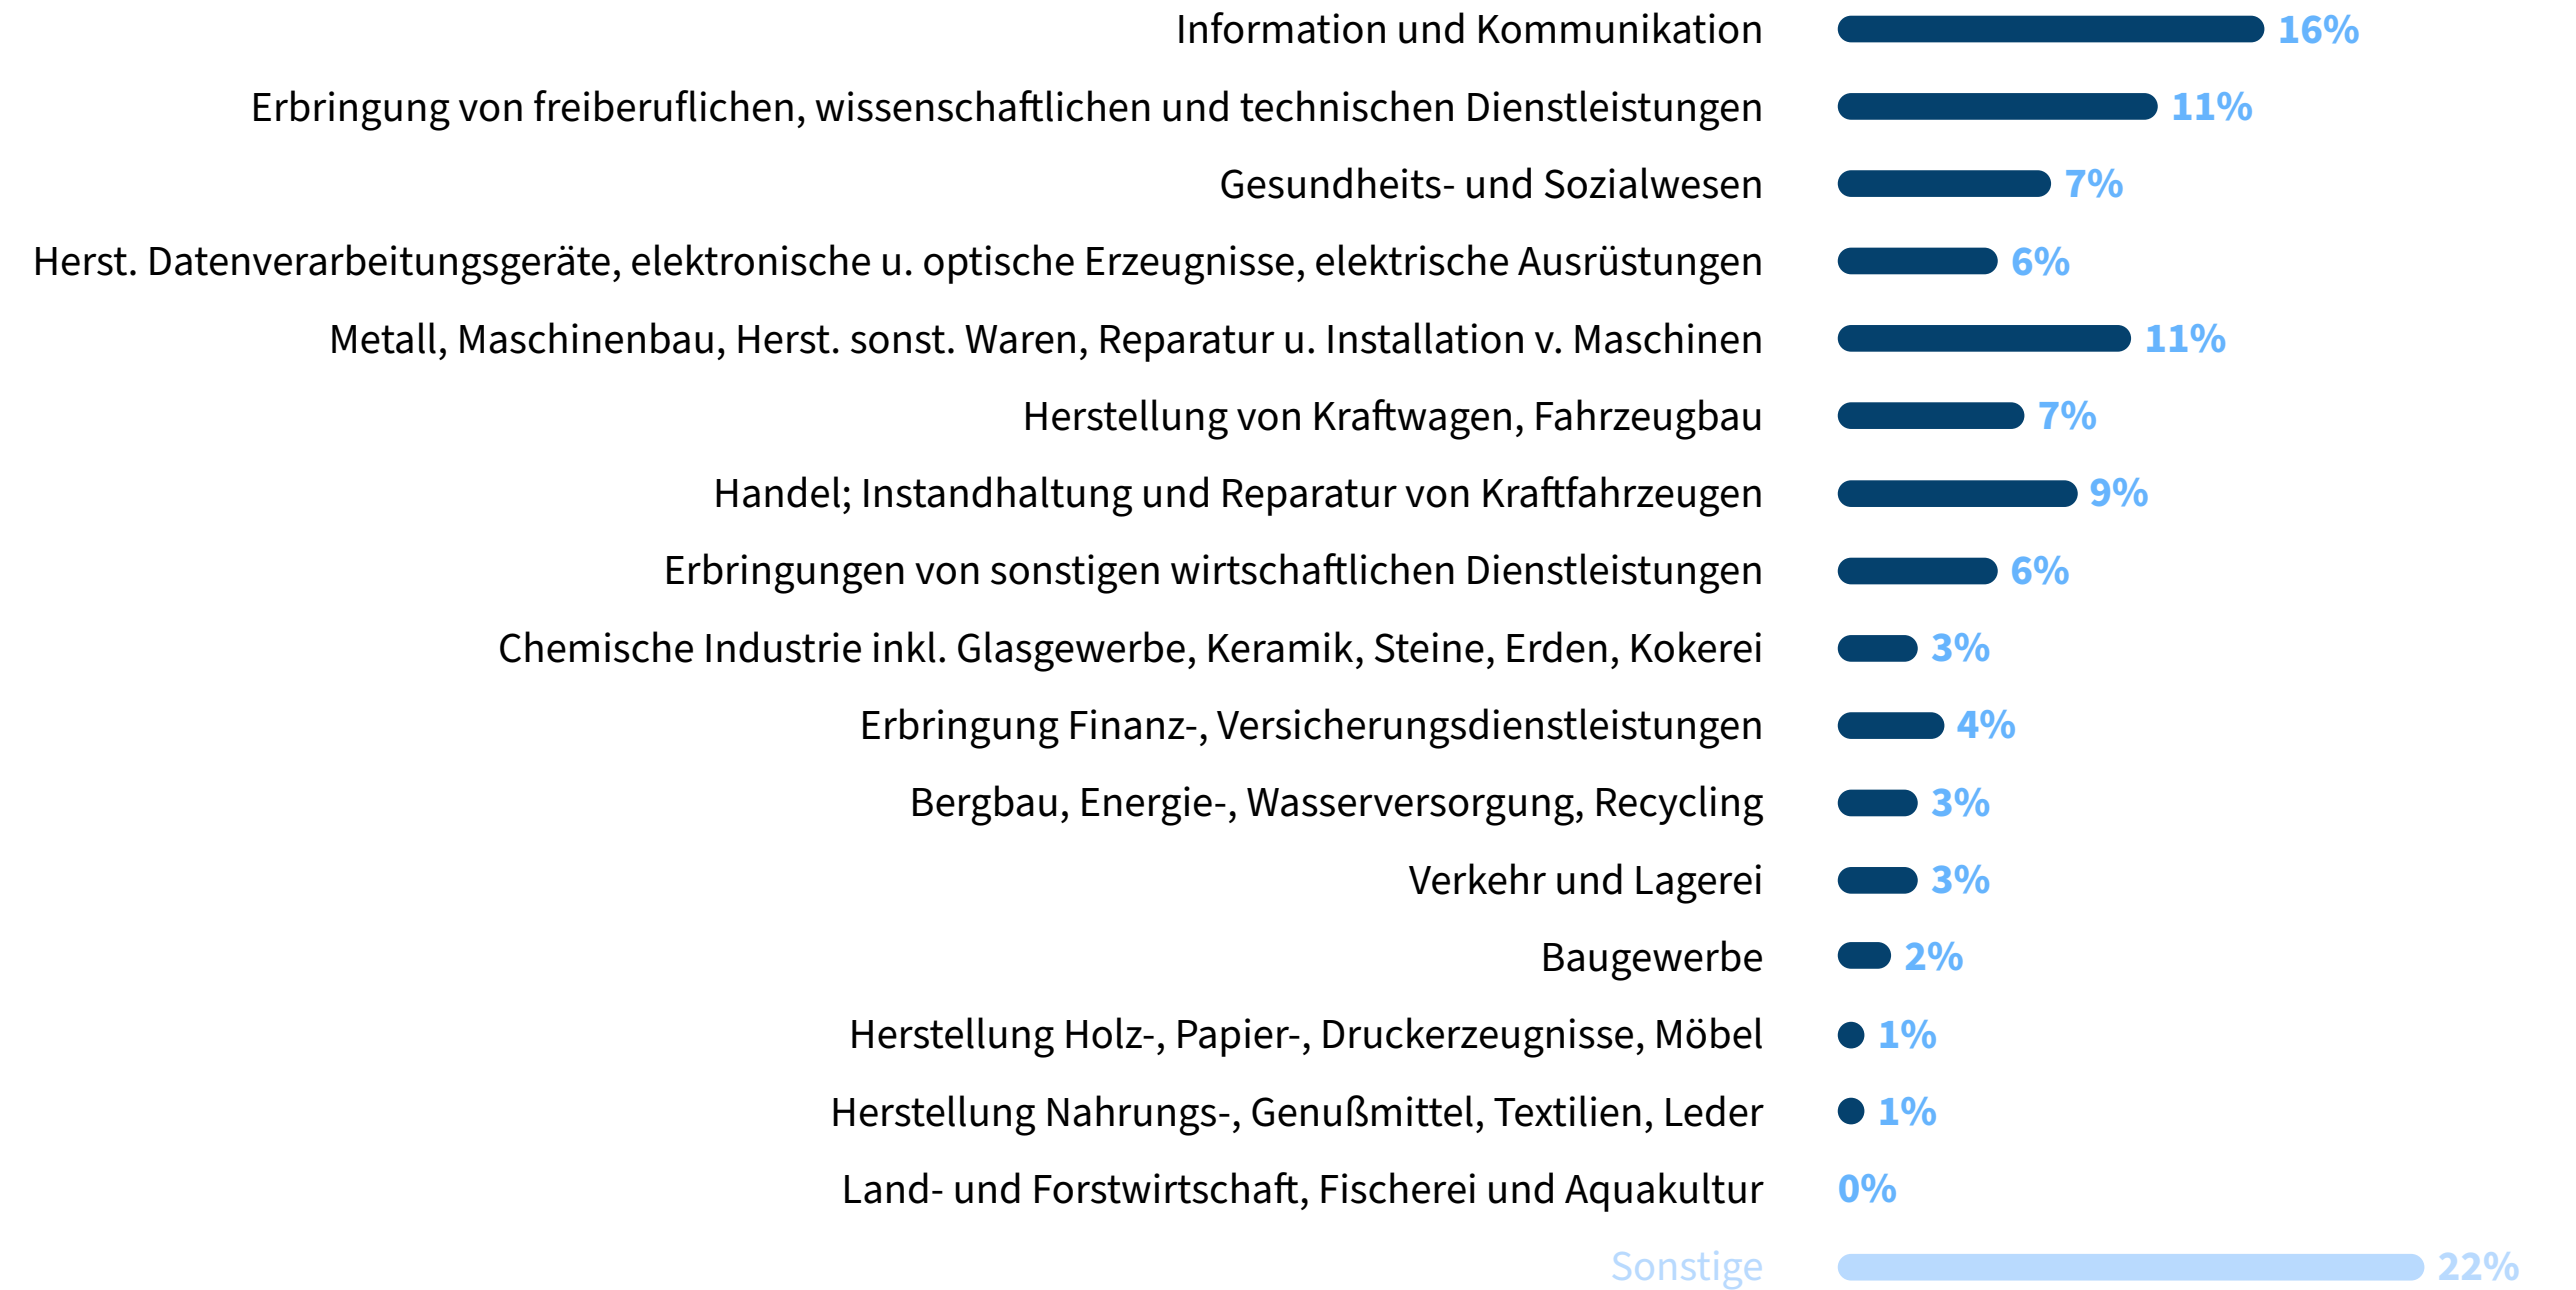 Information und Kommunikation 16%
Erbringung von freiberuflichen, wissenschaftlichen und technischen Dienstleistungen 11%
Gesundheits- und Sozialwesen 7%
Herst. Datenverarbeitungsgeräte, elektronische u. optische Erzeugnisse, elektrische Ausrüstungen 6%
Metall, Maschinenbau, Herst. sonst. Waren, Reparatur u. Installation v. Maschinen 11%
Herstellung von Kraftwagen, Fahrzeugbau 7%
Handel; Instandhaltung und Reparatur von Kraftfahrzeugen 9%
Erbringungen von sonstigen wirtschaftlichen Dienstleistungen 6%
Chemische Industrie inkl. Glasgewerbe, Keramik, Steine, Erden, Kokerei 3%
Erbringung Finanz-, Versicherungsdienstleistungen 4%
Bergbau, Energie-, Wasserversorgung, Recycling 3%
Verkehr und Lagerei 3%
Baugewerbe 2%
Herstellung Holz-, Papier-, Druckerzeugnisse, Möbel 1%
Herstellung Nahrungs-, Genußmittel, Textilien, Leder 1%
Land- und Forstwirtschaft, Fischerei und Aquakultur 0%
Sonstige 22%